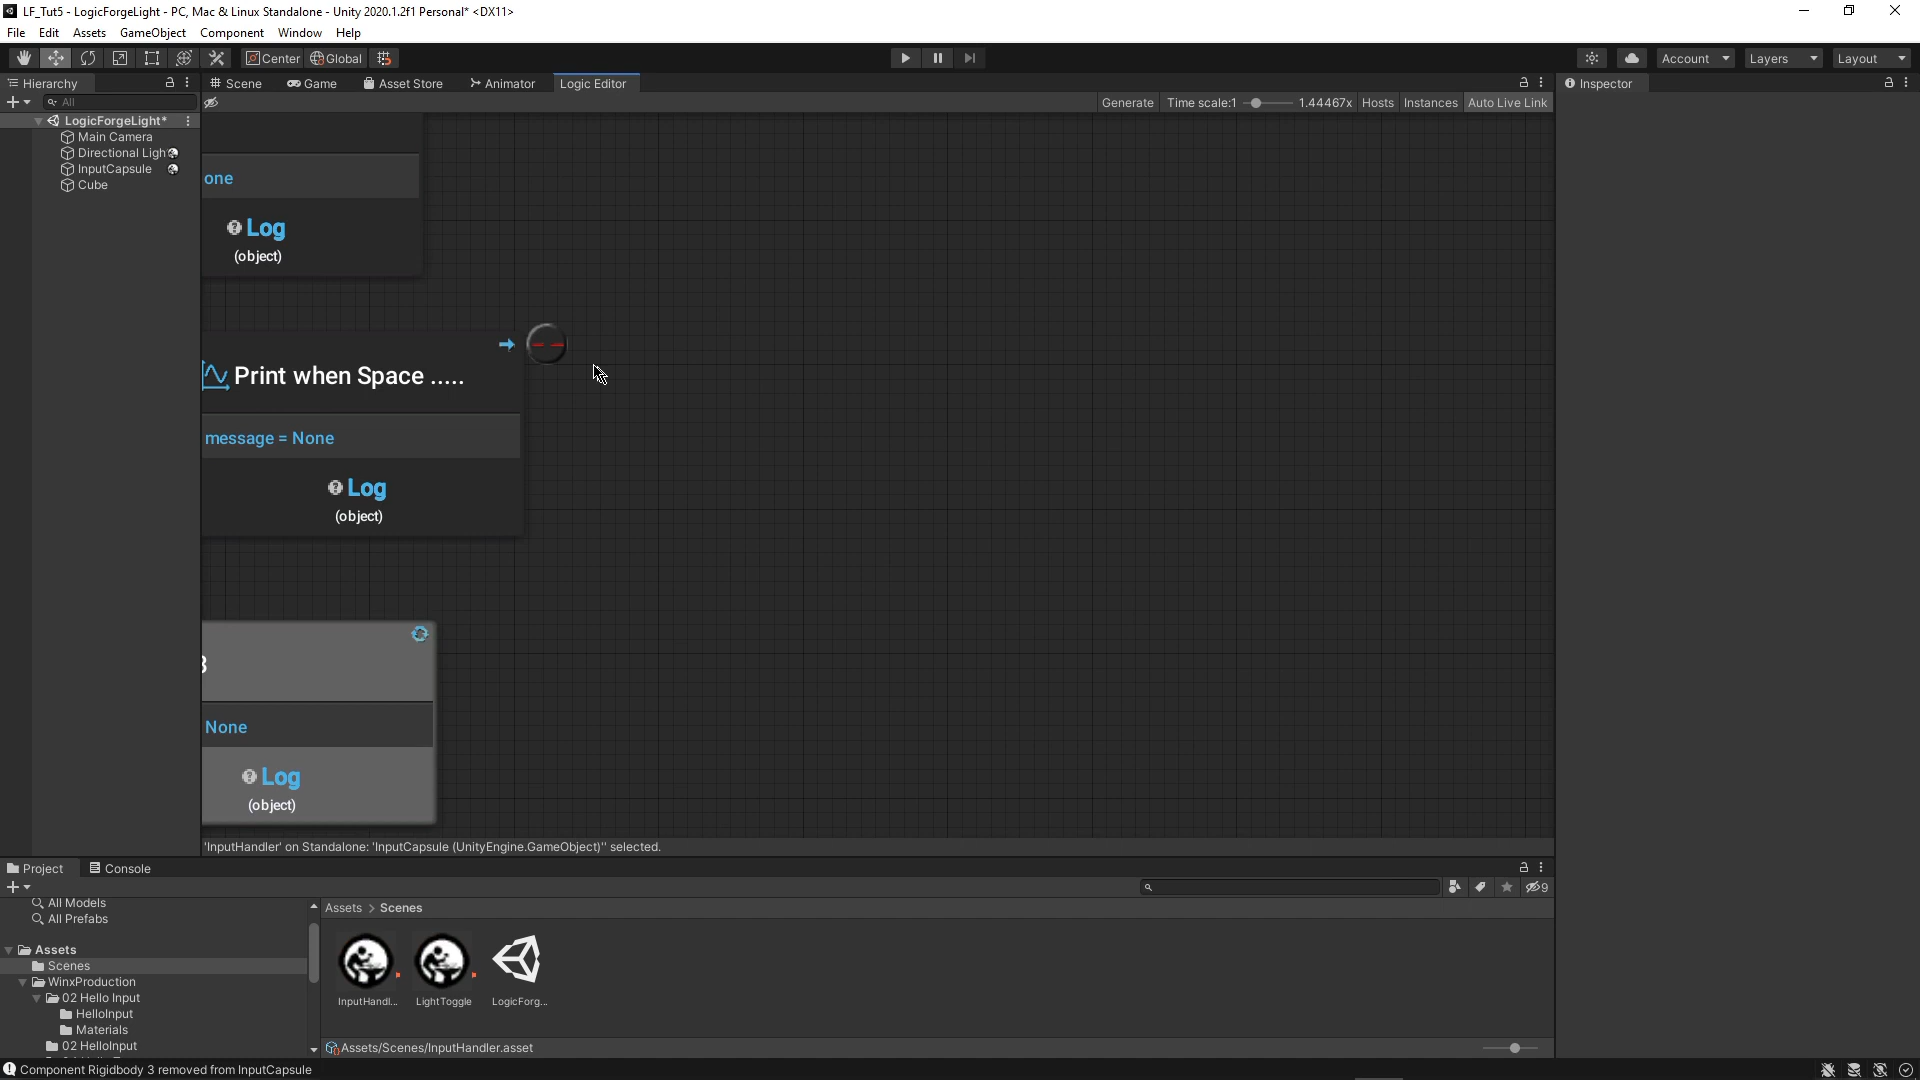 LF_Tut5 - LogicForgeLight - PC, Mac & Linux Standalone - Unity 2020.1.2f1 Personal* <DX11>
File Edit Assets GameObject Component Window Help
Center Global Account Layers Layout
Hierarchy Scene Game Asset Store Animator Logic Editor Inspector
All Generate Time scale:1 1.44467x Hosts Instances Auto Live Link
LogicForgeLight*
Main Camera
Directional Ligh
InputCapsule
Cube
one
Log
(object)
Print when Space .....
message = None
Log
(object)
3
None
Log
(object)
'InputHandler' on Standalone: 'InputCapsule (UnityEngine.GameObject)'' selected.
Project Console
9
All Models
All Prefabs
Assets > Scenes
Assets
Scenes
WinxProduction
02 Hello Input
HelloInput
Materials
02 HelloInput
InputHandl... LightToggle LogicForg...
Assets/Scenes/InputHandler.asset
Component Rigidbody 3 removed from InputCapsule